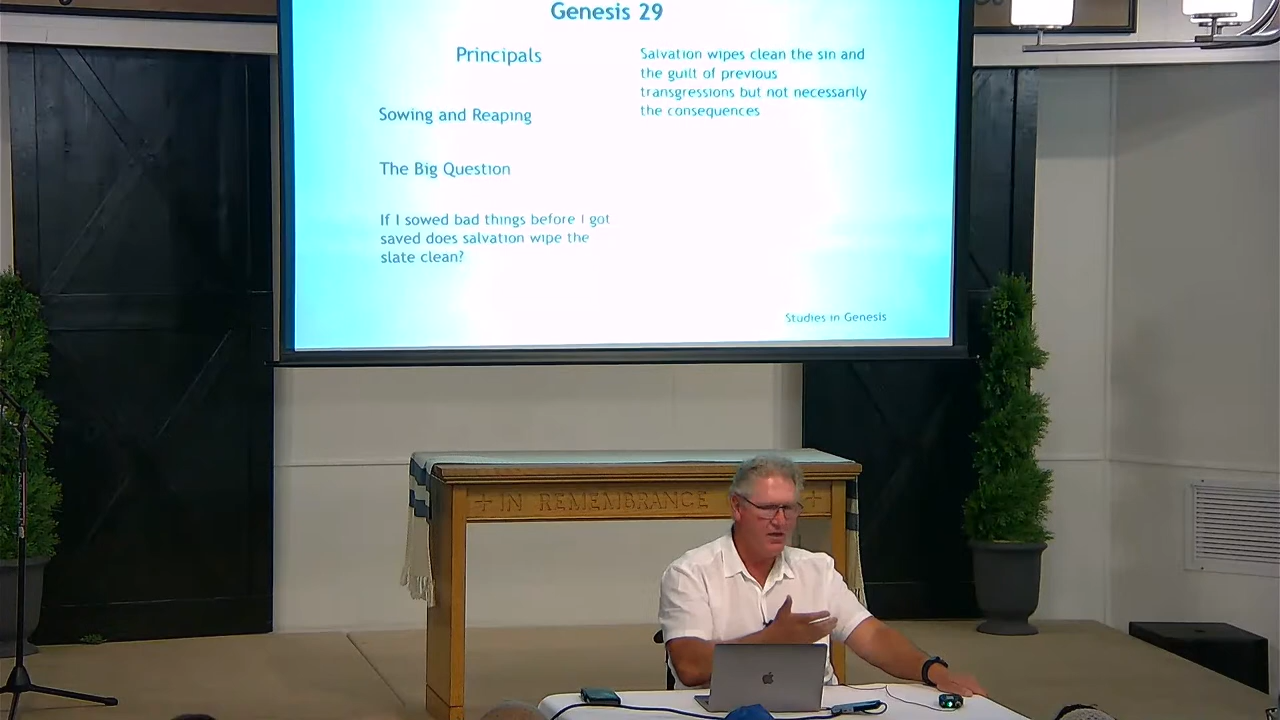 Genesis 29
Principals
Sowing and Reaping
The Big Question
If I sowed bad things before I got
saved does salvation wipe the
slate clean?
Salvation wipes clean the sin and
the guilt of previous
transgressions but not necessarily
the consequences
Studies in Genesis
IN REMEMBRANCE